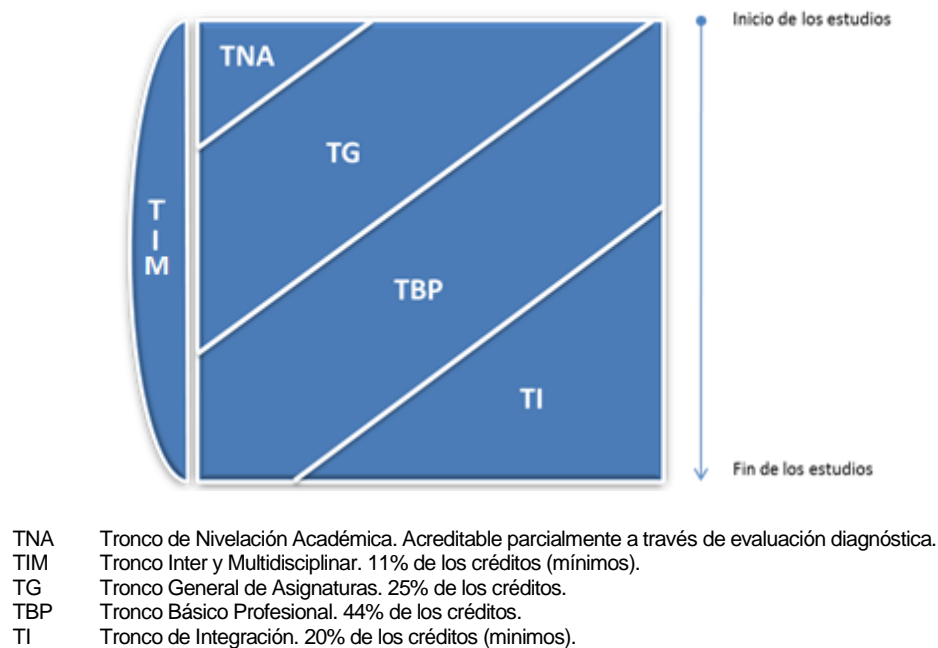 Inicio de los estudios
TNA
TG
T
I
M
TBP
TI
Fin de los estudios
TNA Tronco de Nivelación Académica. Acreditable parcialmente a través de evaluación diagnóstica.
TIM Tronco Inter y Multidisciplinar. 11% de los créditos (mínimos).
TG Tronco General de Asignaturas. 25% de los créditos.
TBP Tronco Básico Profesional. 44% de los créditos.
TI Tronco de Integración. 20% de los créditos (minimos).